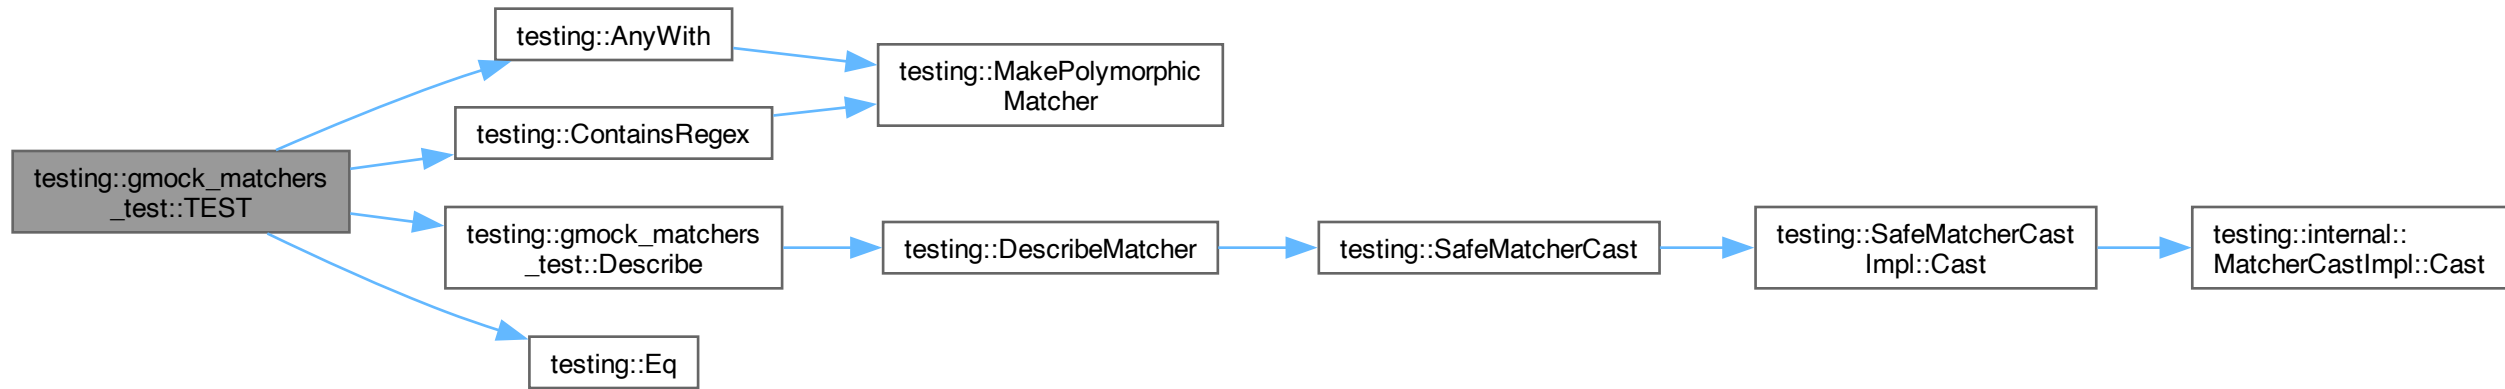 testing::AnyWith
testing::MakePolymorphic
Matcher
testing::ContainsRegex
testing::gmock_matchers
_test::TEST
testing::gmock_matchers
_test::Describe
testing::DescribeMatcher
testing::SafeMatcherCast
testing::SafeMatcherCast
Impl::Cast
testing::internal::
MatcherCastImpl::Cast
testing::Eq